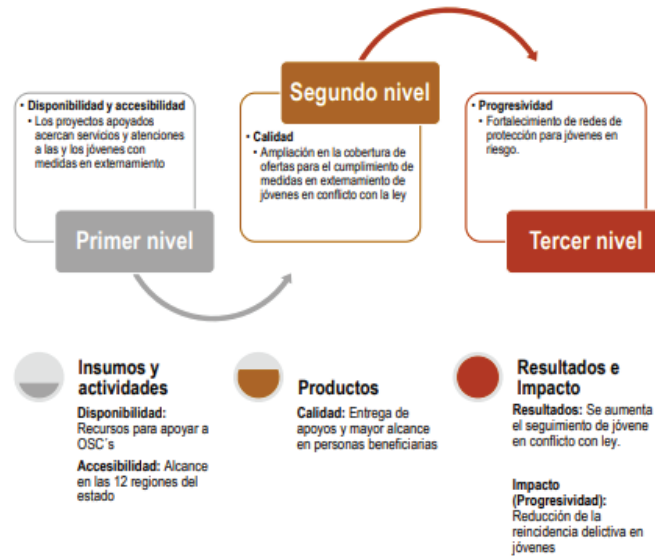 • Disponibilidad y accesibilidad
• Los proyectos apoyados
acercan servicios y atenciones
a las y los jóvenes con
medidas en externamiento
Primer nivel
Segundo nivel
• Calidad
• Ampliación en la cobertura de
ofertas para el cumplimiento de
medidas en externamiento de
jóvenes en conflicto con la ley
• Progresividad
• Fortalecimiento de redes de
protección para jóvenes en
riesgo.
Tercer nivel
Insumos y
actividades
Disponibilidad:
Recursos para apoyar a
OSC´s
Accesibilidad: Alcance
en las 12 regiones del
estado
Productos
Calidad: Entrega de
apoyos y mayor alcance
en personas beneficiarias
Resultados e
Impacto
Resultados: Se aumenta
el seguimiento de jóvene
en conflicto con ley.
Impacto
(Progresividad):
Reducción de la
reincidencia delictiva en
jóvenes